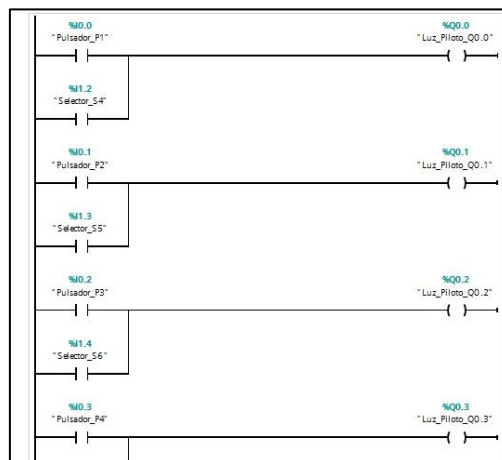 %I0.0 %Q0.0
"Pulsador_P1" "Luz_Piloto_Q0.0"
%I1.2
"Selector_S4"
%I0.1 %Q0.1
"Pulsador_P2" "Luz_Piloto_Q0.1"
%I1.3
"Selector_S5"
%I0.2 %Q0.2
"Pulsador_P3" "Luz_Piloto_Q0.2"
%I1.4
"Selector_S6"
%I0.3 %Q0.3
"Pulsador_P4" "Luz_Piloto_Q0.3"